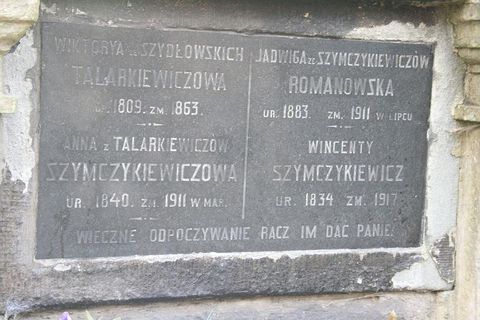 WIKTORYA ZE SZYDŁOWSKICH
TALARKIEWICZOWA
UR. 1809. ZM. 1863.
ANNA Z TALARKIEWICZÓW
SZYMCZYKIEWICZOWA
UR. 1840. ZM. 1911 W MAR.
JADWIGA ZE SZYMCZYKIEWICZÓW
ROMANOWSKA
UR. 1883. ZM. 1911 W LIPCU
WINCENTY
SZYMCZYKIEWICZ
UR. 1834 ZM. 1917.
WIECZNE ODPOCZYWANIE RACZ IM DAĆ PANIE.